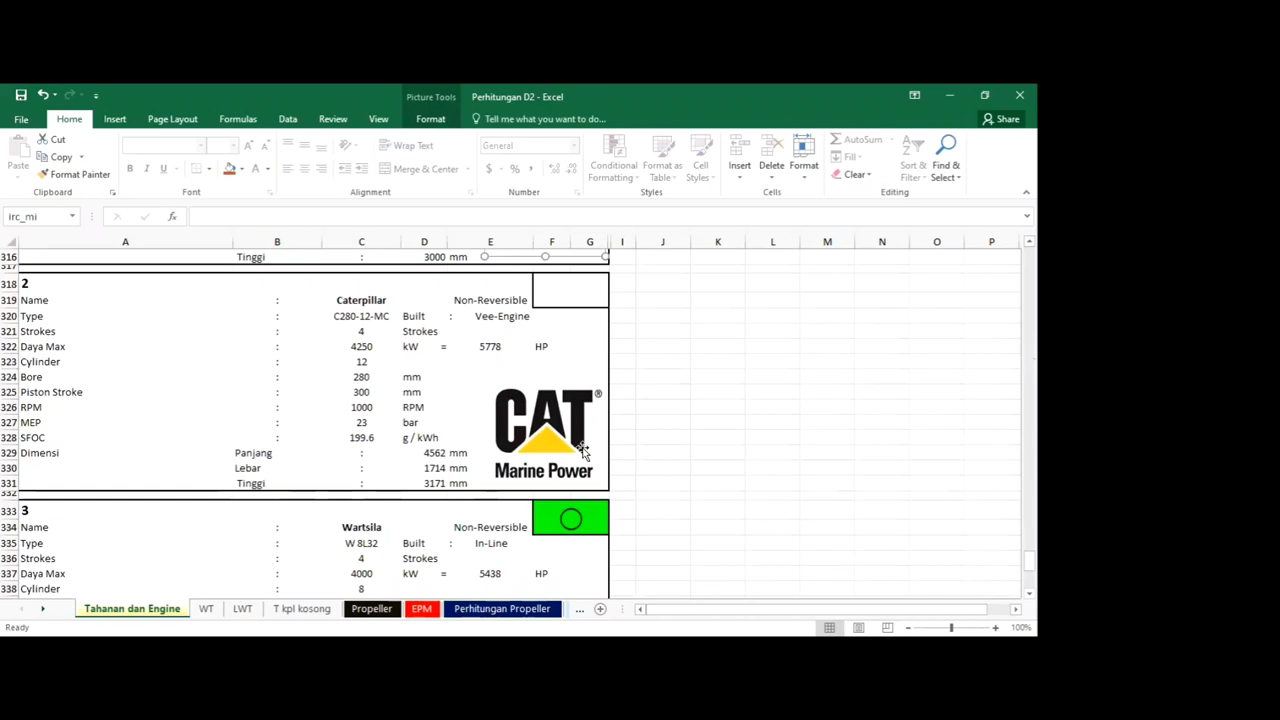 Picture Tools Perhitungan D2 - Excel
File Home Insert Page Layout Formulas Data Review View Format Tell me what you want to do... Share
Cut
Copy
Format Painter
Paste
Wrap Text
Merge & Center
General
Conditional Formatting
Format as Table
Cell Styles
Insert Delete Format
AutoSum
Fill
Clear
Sort & Filter
Find & Select
Clipboard Font Alignment Number Styles Cells Editing
irc_mi fx
A B C D E F G I J K L M N O P
316 Tinggi : 3000 mm
317
318 2
319 Name : Caterpillar Non-Reversible
320 Type : C280-12-MC Built : Vee-Engine
321 Strokes : 4 Strokes
322 Daya Max : 4250 kW = 5778 HP
323 Cylinder : 12
324 Bore : 280 mm
325 Piston Stroke : 300 mm
326 RPM : 1000 RPM
327 MEP : 23 bar
328 SFOC : 199.6 g / kWh
329 Dimensi Panjang : 4562 mm
330 Lebar : 1714 mm
331 Tinggi : 3171 mm
CAT®
Marine Power
332
333 3
334 Name : Wartsila Non-Reversible
335 Type : W 8L32 Built : In-Line
336 Strokes : 4 Strokes
337 Daya Max : 4000 kW = 5438 HP
338 Cylinder : 8
Tahanan dan Engine WT LWT T kpl kosong Propeller EPM Perhitungan Propeller ...
Ready 100%